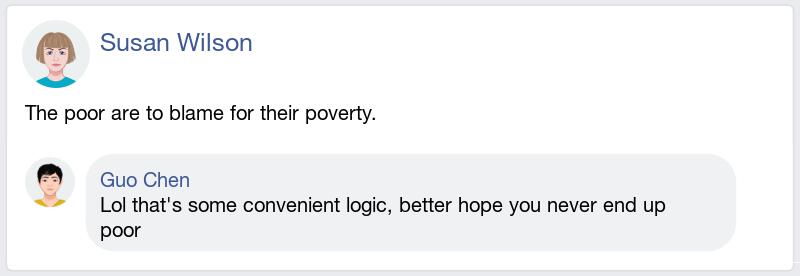 Susan Wilson
The poor are to blame for their poverty.
Guo Chen
Lol that's some convenient logic, better hope you never end up
poor